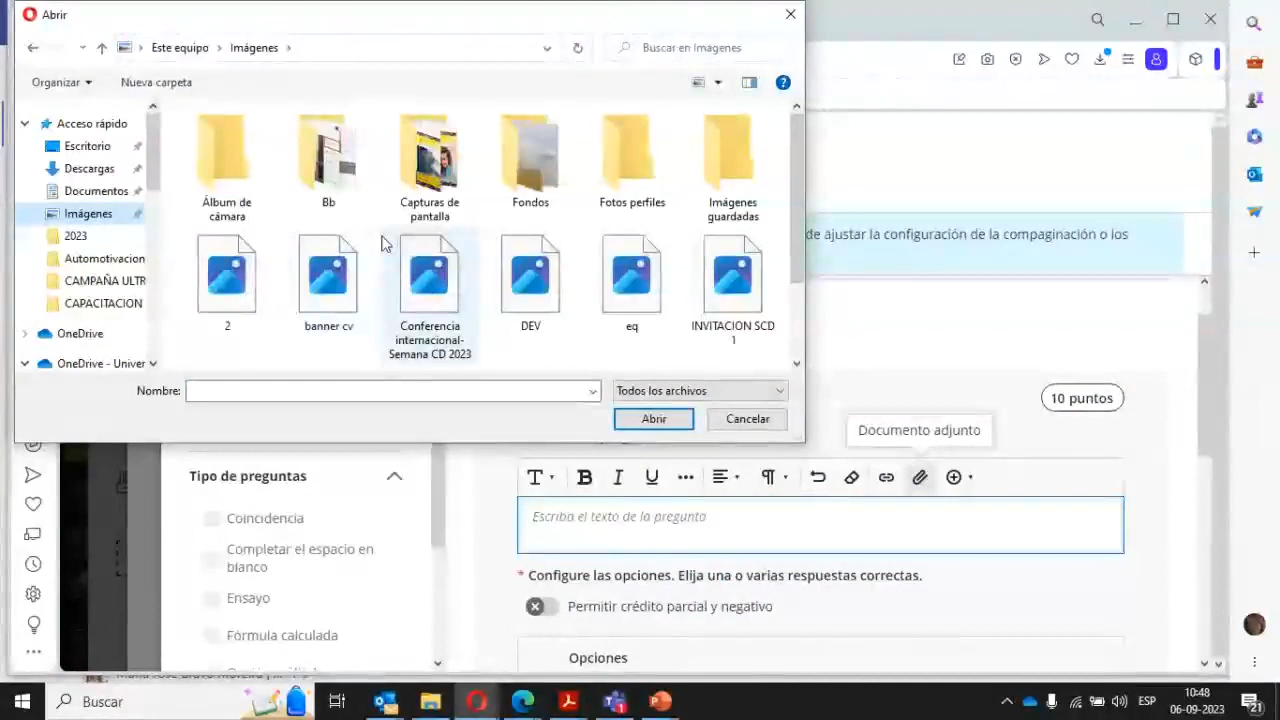 Abrir
Este equipo
Imágenes
Buscar en Imágenes
Organizar
Nueva carpeta
Acceso rápido
Escritorio
Descargas
Documentos
Imágenes
2023
Automotivacion
CAMPAÑA ULTR
CAPACITACION
OneDrive
OneDrive - Univer
Álbum de cámara
Bb
Capturas de pantalla
Fondos
Fotos perfiles
Imágenes guardadas
2
banner cv
Conferencia internacional-Semana CD 2023
DEV
eq
INVITACION SCD 1
Nombre:
Todos los archivos
Abrir
Cancelar
de ajustar la configuración de la compaginación o los
10 puntos
Documento adjunto
Tipo de preguntas
Coincidencia
Completar el espacio en
blanco
Ensayo
Fórmula calculada
Escriba el texto de la pregunta
* Configure las opciones. Elija una o varias respuestas correctas.
Permitir crédito parcial y negativo
Opciones
Buscar
ESP
10:48
06-09-2023
21